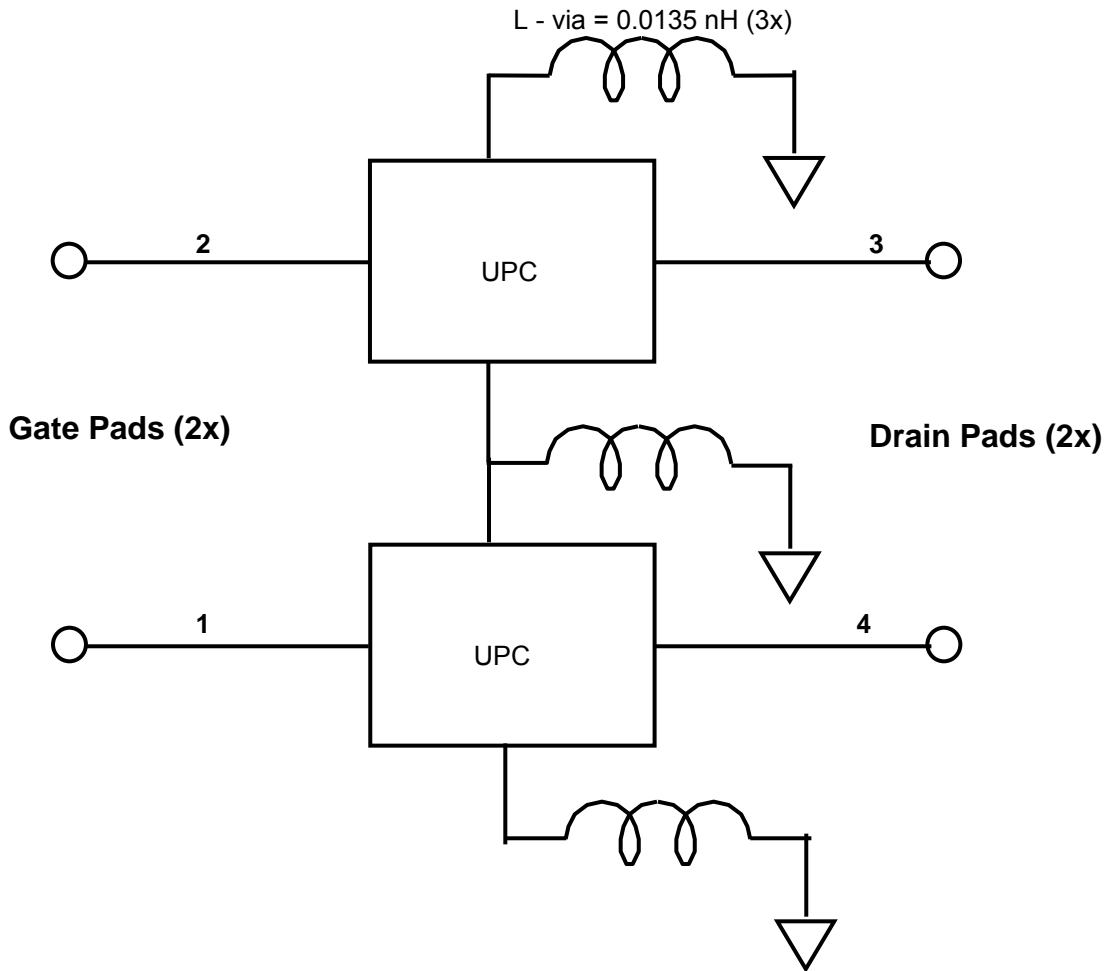 L - via = 0.0135 nH (3x)
2
3
UPC
Gate Pads (2x)
Drain Pads (2x)
1
4
UPC